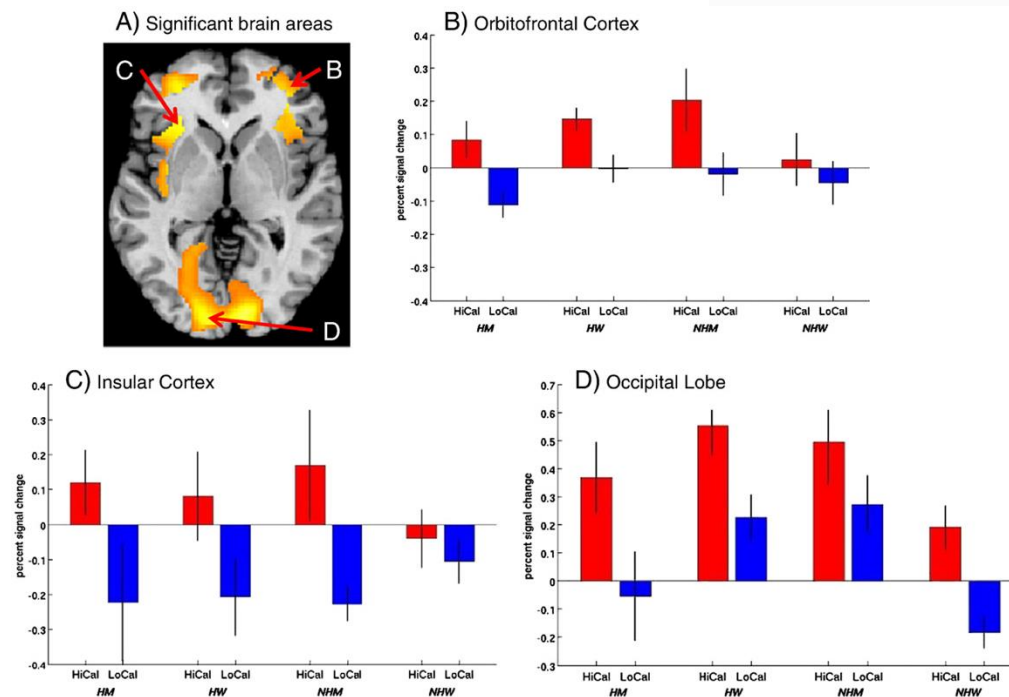 A) Significant brain areas
C
B
D
B) Orbitofrontal Cortex
percent signal change
0.4
0.3
0.2
0.1
0
-0.1
-0.2
-0.3
-0.4
HiCal LoCal HiCal LoCal HiCal LoCal HiCal LoCal
HM HW NHM NHW
C) Insular Cortex
percent signal change
0.4
0.3
0.2
0.1
0
-0.1
-0.2
-0.3
-0.4
HiCal LoCal HiCal LoCal HiCal LoCal HiCal LoCal
HM HW NHM NHW
D) Occipital Lobe
percent signal change
0.7
0.6
0.5
0.4
0.3
0.2
0.1
0
-0.1
-0.2
-0.3
HiCal LoCal HiCal LoCal HiCal LoCal HiCal LoCal
HM HW NHM NHW